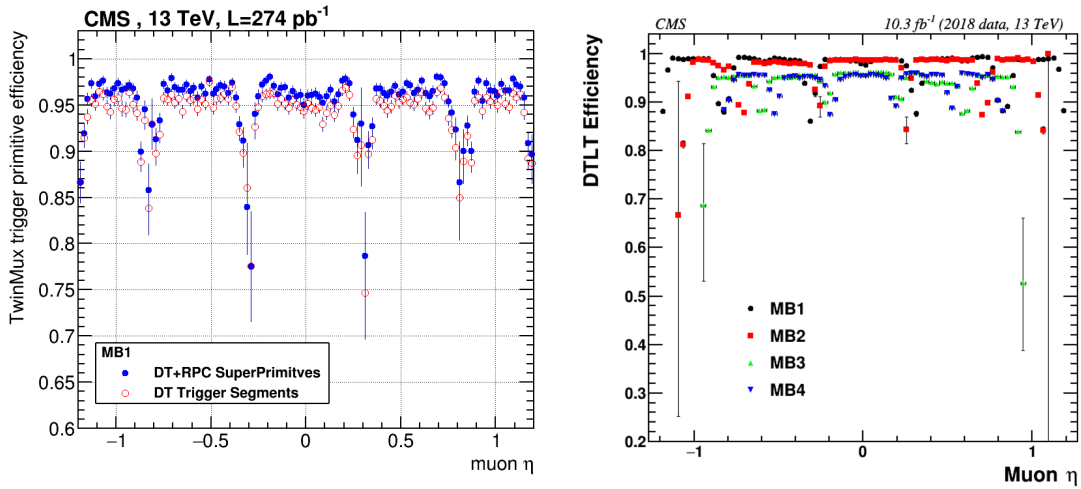 CMS , 13 TeV, L=274 pb-1
TwinMux trigger primitive efficiency
1
0.95
0.9
0.85
0.8
0.75
0.7
0.65
0.6
MB1
DT+RPC SuperPrimitves
DT Trigger Segments
−1 −0.5 0 0.5 1
muon η
CMS 10.3 fb-1 (2018 data, 13 TeV)
DTLT Efficiency
1
0.9
0.8
0.7
0.6
0.5
0.4
0.3
0.2
MB1
MB2
MB3
MB4
−1 0 1
Muon η